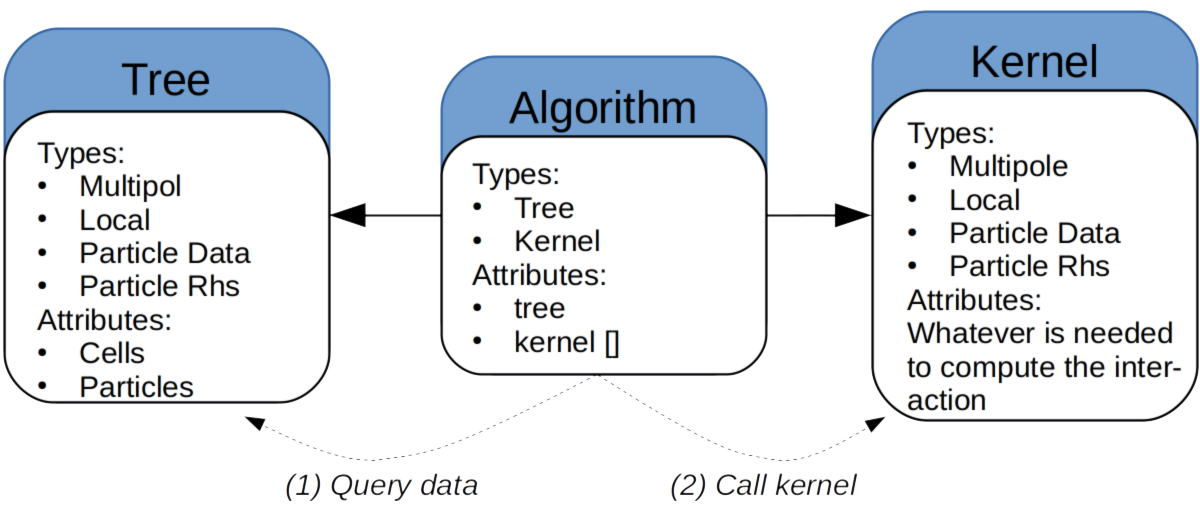 Tree
Types:
• Multipol
• Local
• Particle Data
• Particle Rhs
Attributes:
• Cells
• Particles
Algorithm
Types:
• Tree
• Kernel
Attributes:
• tree
• kernel []
Kernel
Types:
• Multipole
• Local
• Particle Data
• Particle Rhs
Attributes:
Whatever is needed
to compute the inter-
action
(1) Query data
(2) Call kernel